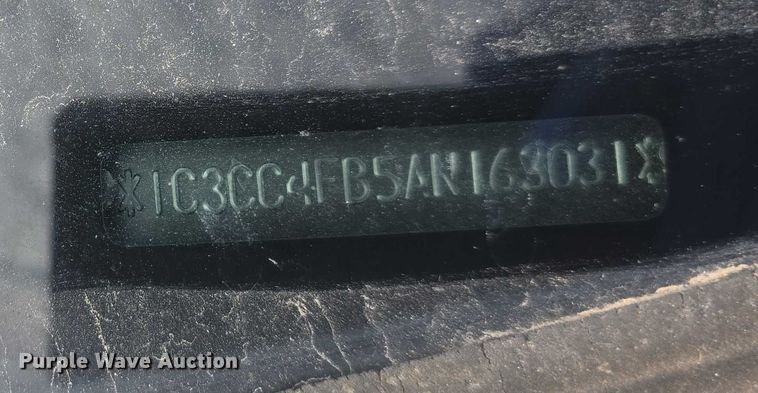 *1C3CC4FB5AN163031*
Purple Wave Auction